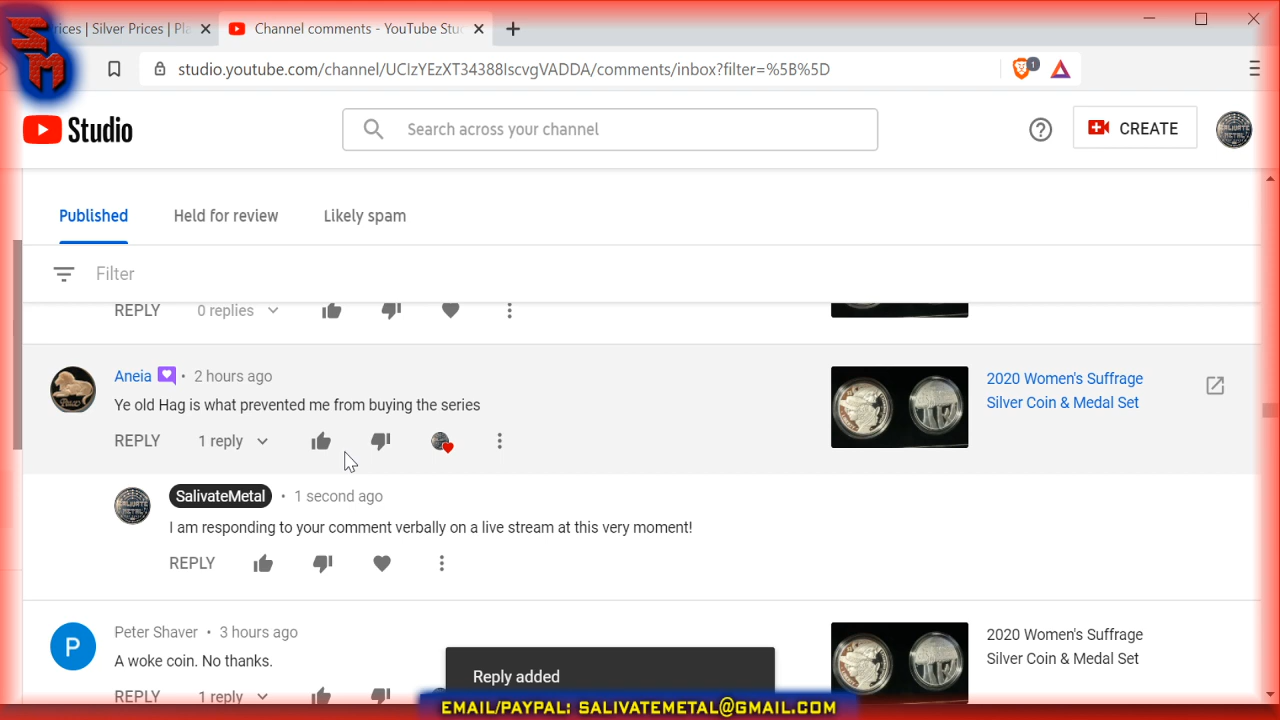 SM
rices | Silver Prices | Pla
Channel comments - YouTube Stu
studio.youtube.com/channel/UCIzYEzXT34388IscvgVADDA/comments/inbox?filter=%5B%5D
1
Studio
Search across your channel
CREATE
Published
Held for review
Likely spam
Filter
REPLY
0 replies
Aneia • 2 hours ago
Ye old Hag is what prevented me from buying the series
REPLY
1 reply
2020 Women's Suffrage
Silver Coin & Medal Set
SalivateMetal • 1 second ago
I am responding to your comment verbally on a live stream at this very moment!
REPLY
P
Peter Shaver • 3 hours ago
A woke coin. No thanks.
REPLY
1 reply
2020 Women's Suffrage
Silver Coin & Medal Set
Reply added
EMAIL/PAYPAL: SALIVATEMETAL@GMAIL.COM